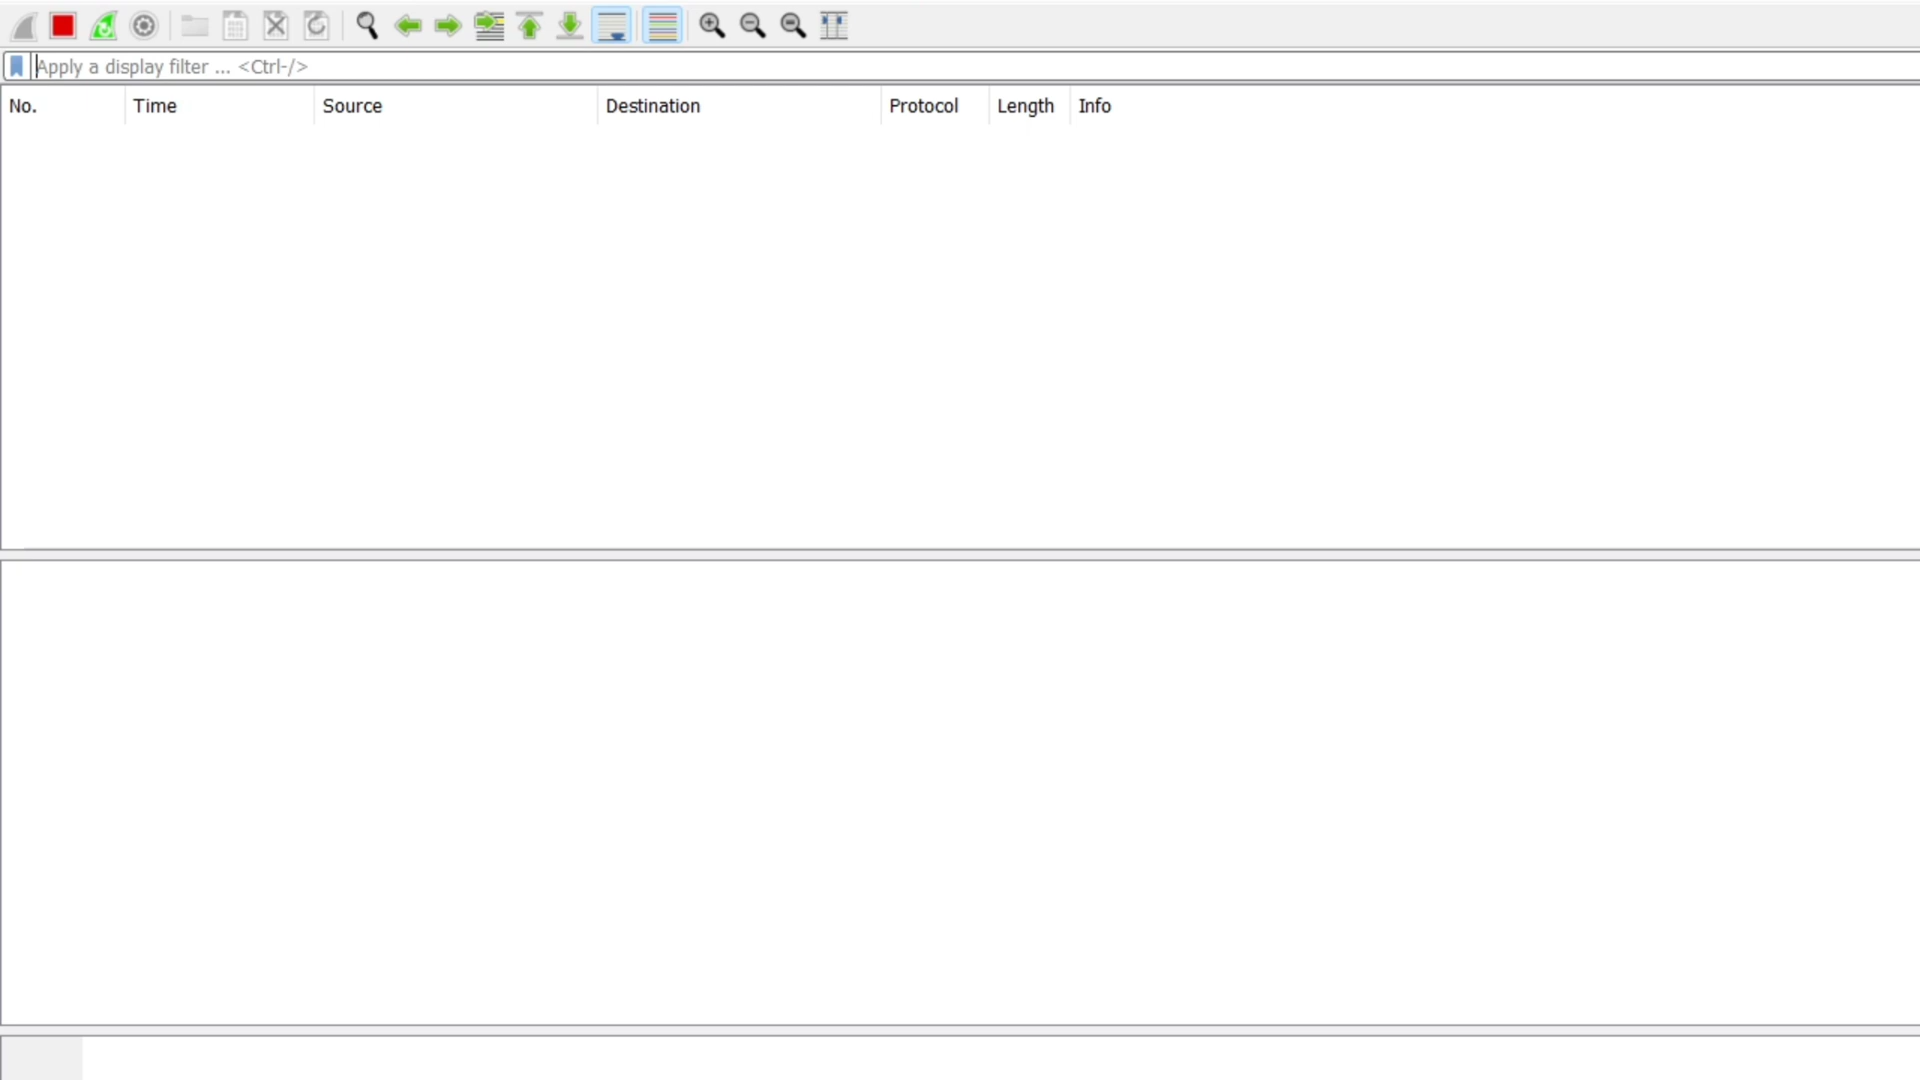 Apply a display filter ... <Ctrl-/>
No. Time Source Destination Protocol Length Info